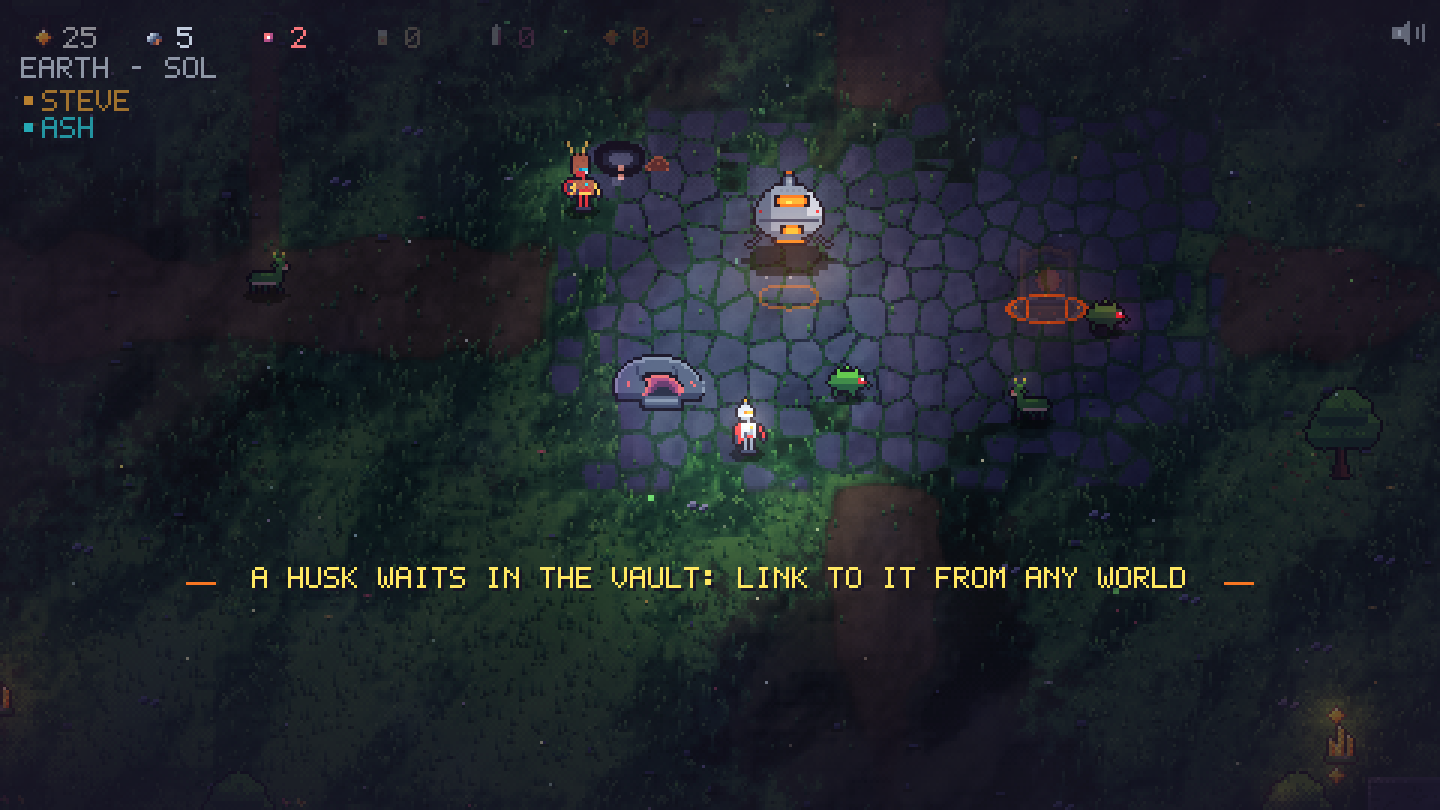 25 5 2 0 0 0
EARTH - SOL
STEVE
ASH
A HUSK WAITS IN THE VAULT: LINK TO IT FROM ANY WORLD